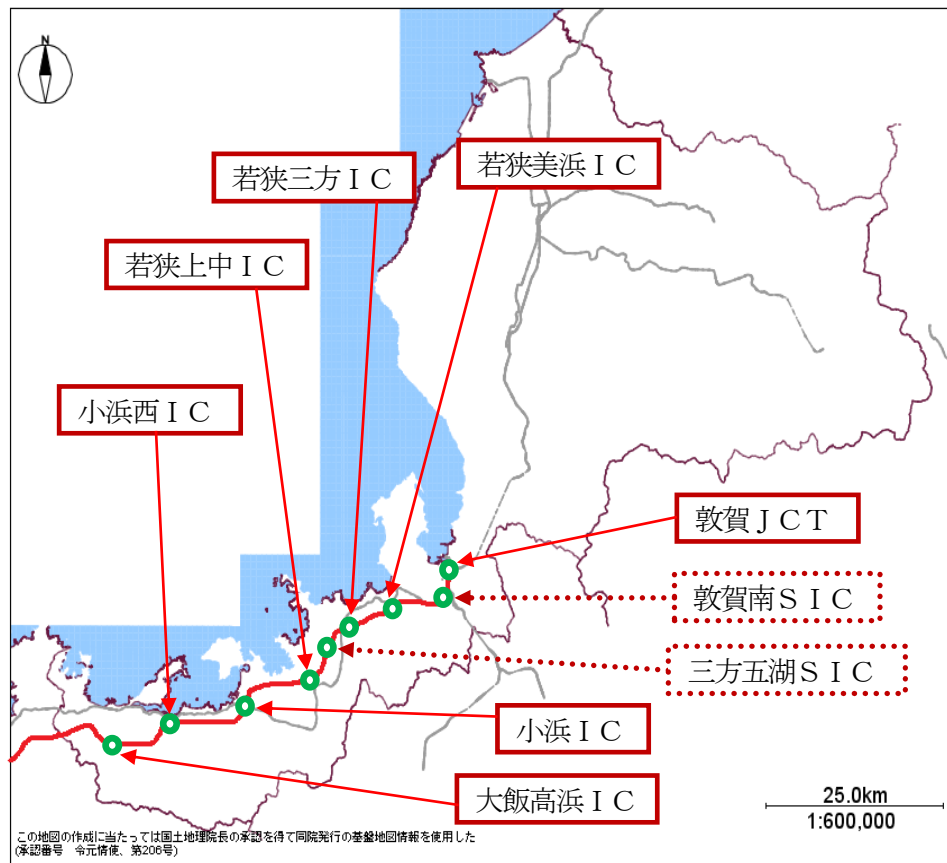 N
若狭三方ＩＣ
若狭美浜ＩＣ
若狭上中ＩＣ
小浜西ＩＣ
敦賀ＪＣＴ
敦賀南ＳＩＣ
三方五湖ＳＩＣ
小浜ＩＣ
大飯高浜ＩＣ
25.0km
1:600,000
この地図の作成に当たっては国土地理院長の承認を得て同院発行の基盤地図情報を使用した
(承認番号　令元情使、第206号)